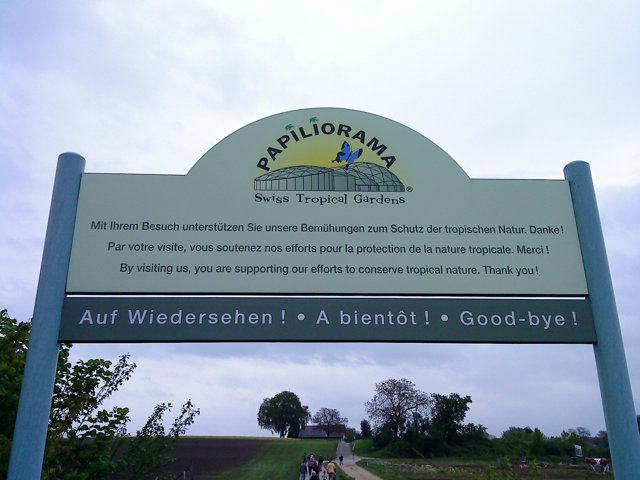 PAPILIORAMA
Swiss Tropical Gardens
Mit Ihrem Besuch unterstützen Sie unsere Bemühungen zum Schutz der tropischen Natur. Danke!
Par votre visite, vous soutenez nos efforts pour la protection de la nature tropicale. Merci !
By visiting us, you are supporting our efforts to conserve tropical nature. Thank you !
Auf Wiedersehen ! • A bientôt ! • Good-bye !